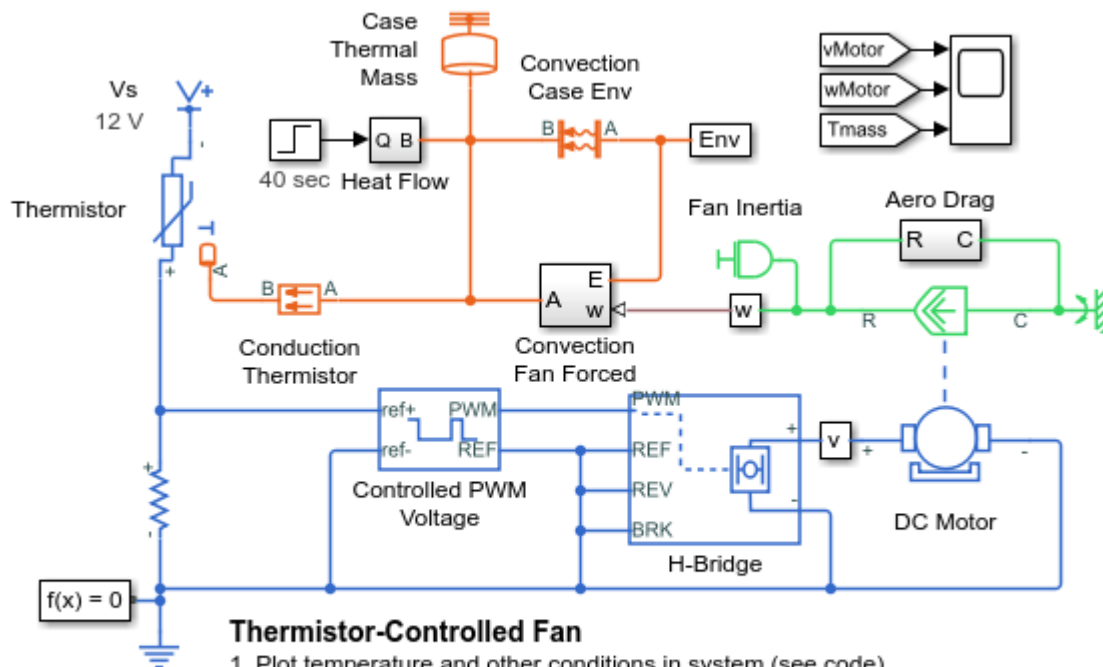 Case
Thermal
Mass
Convection
Case Env
Vs
12 V
+
-
vMotor
wMotor
Tmass
B
A
Env
Q B
40 sec
Heat Flow
Thermistor
T
A
+
Fan Inertia
Aero Drag
R C
B
A
A
E
w
w
R
C
Conduction
Thermistor
Convection
Fan Forced
ref+
PWM
ref-
REF
PWM
REF
REV
BRK
+
-
v
+
-
Controlled PWM
Voltage
H-Bridge
DC Motor
+
-
f(x) = 0
Thermistor-Controlled Fan
1. Plot temperature and other conditions in system (see code)